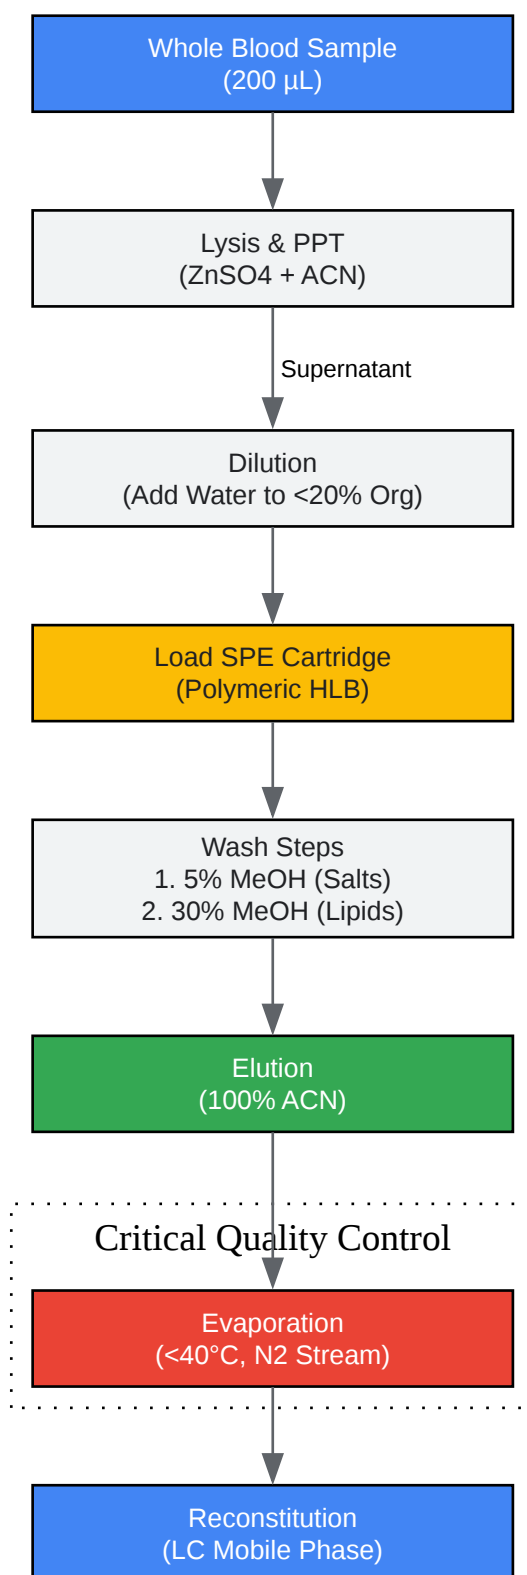 Whole Blood Sample
(200 µL)
Lysis & PPT
(ZnSO4 + ACN)
Supernatant
Dilution
(Add Water to <20% Org)
Load SPE Cartridge
(Polymeric HLB)
Wash Steps
1. 5% MeOH (Salts)
2. 30% MeOH (Lipids)
Elution
(100% ACN)
Critical Quality Control
Evaporation
(<40°C, N2 Stream)
Reconstitution
(LC Mobile Phase)